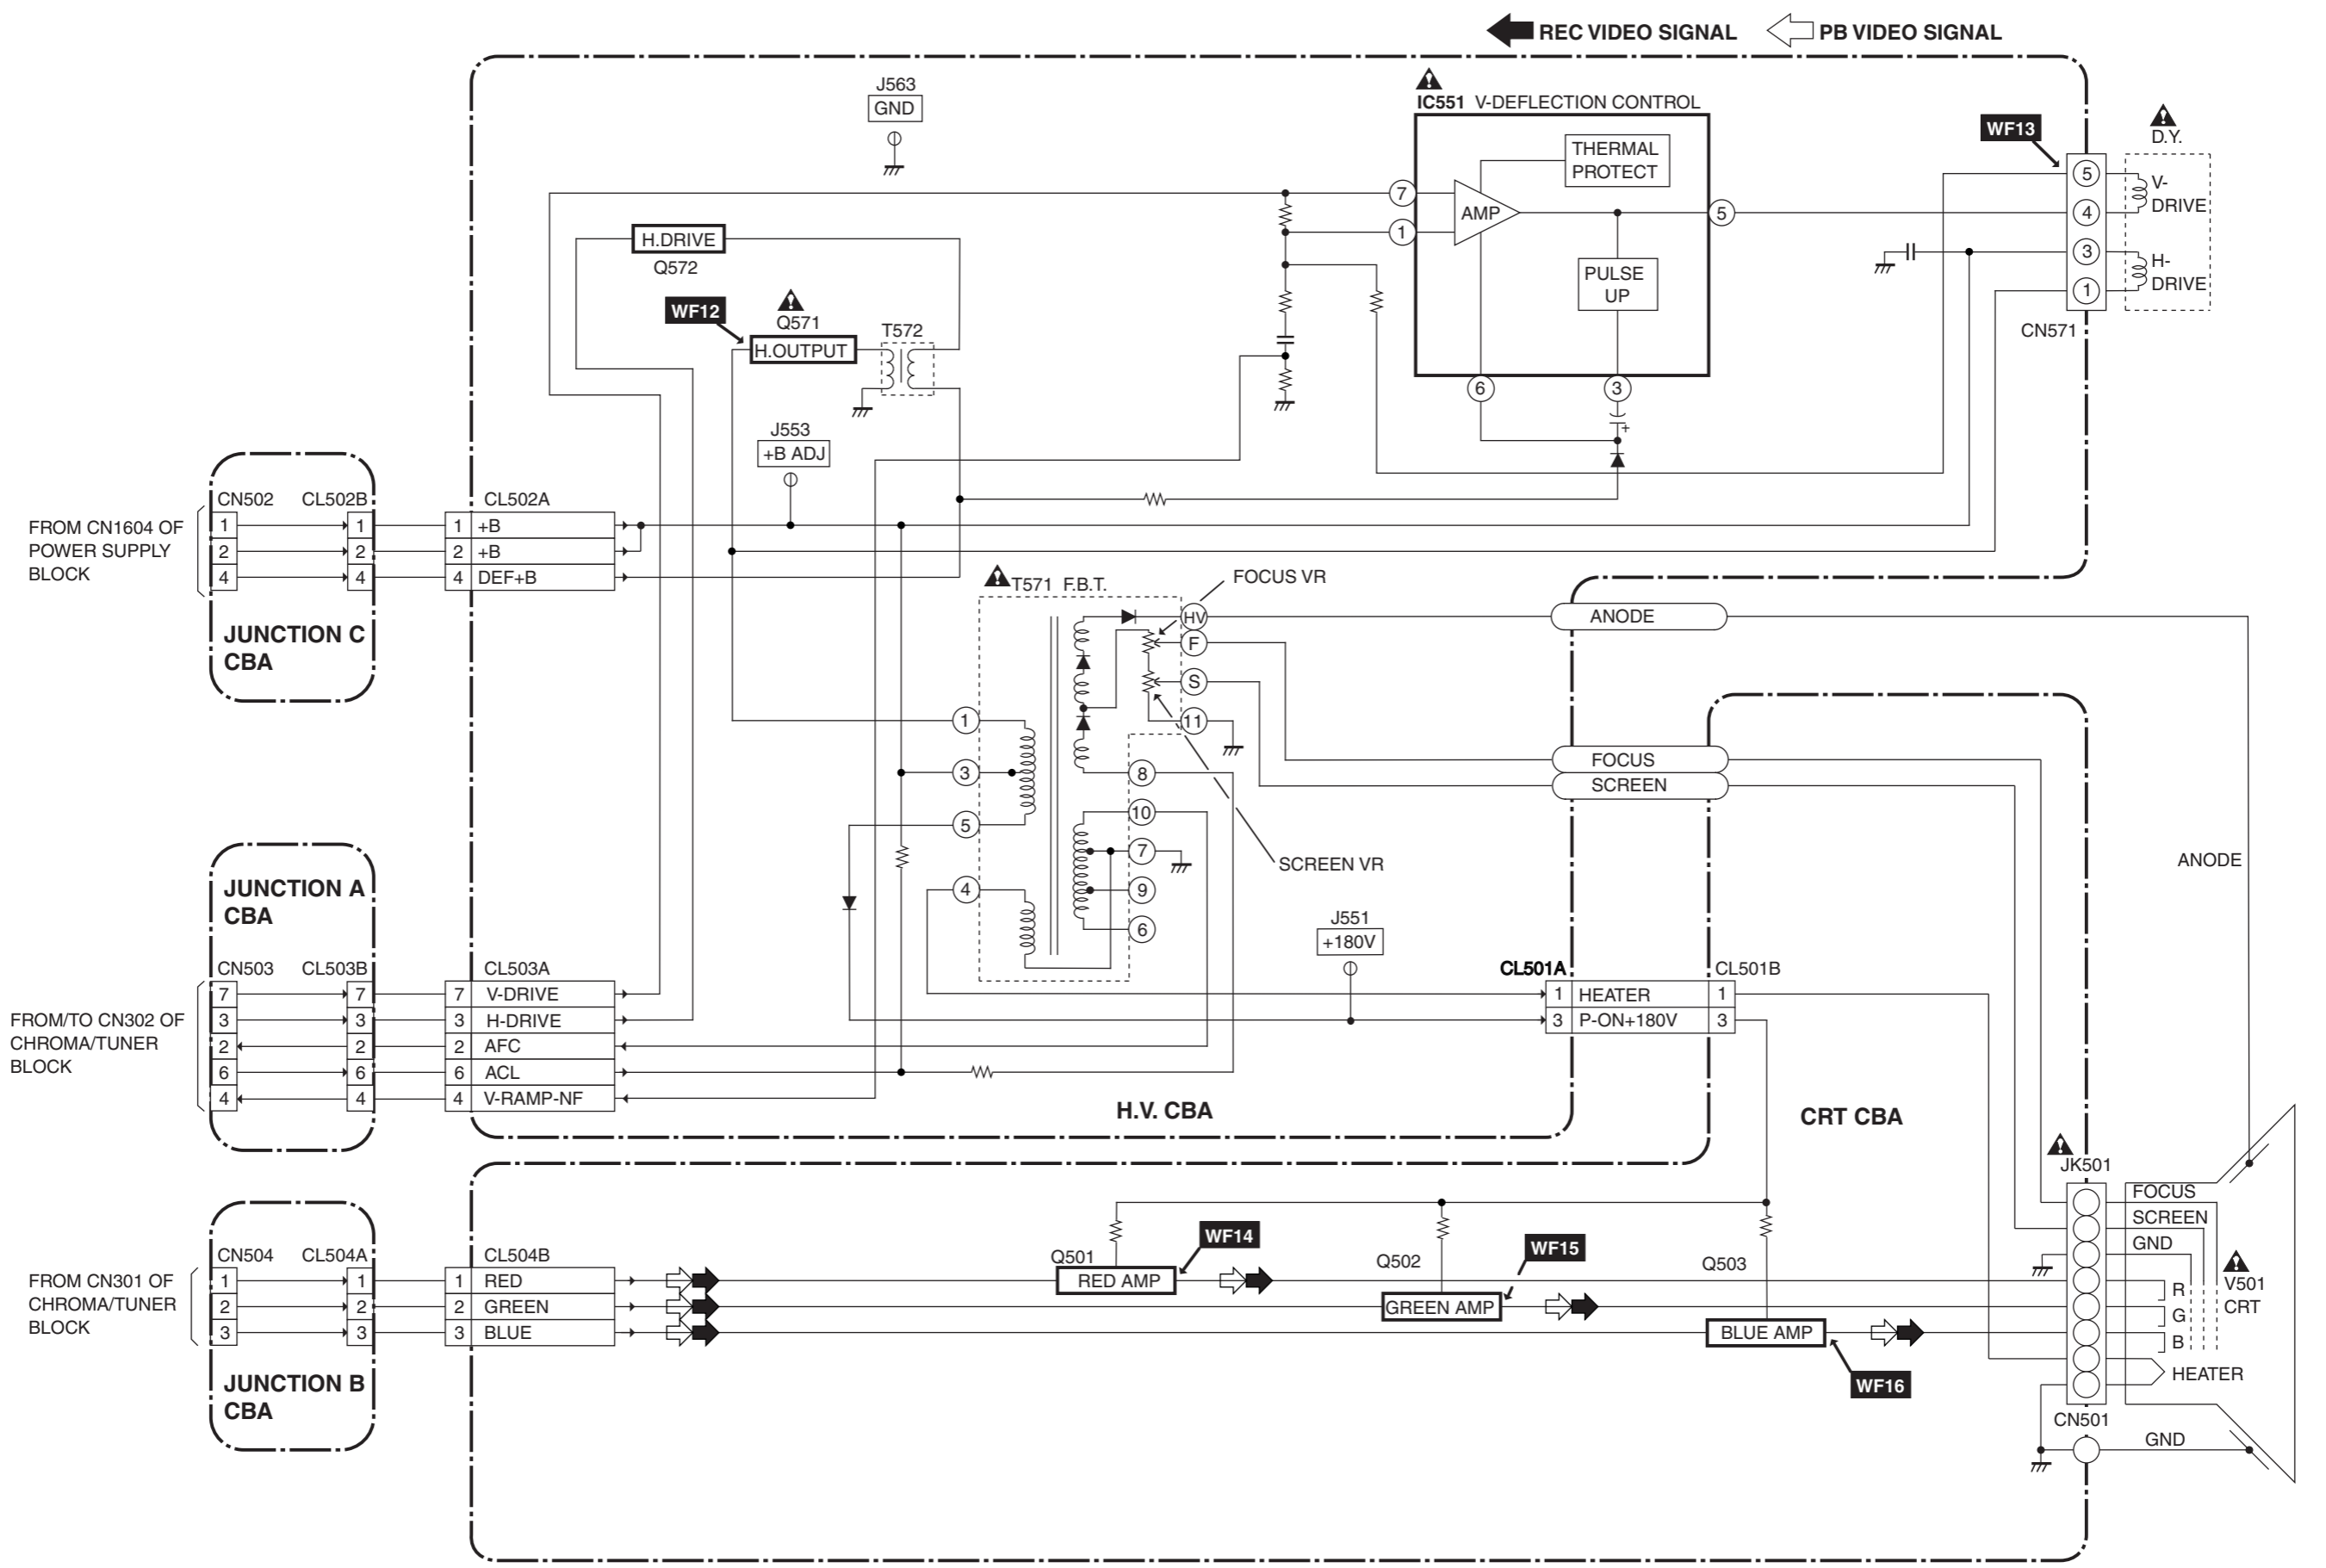 REC VIDEO SIGNAL
PB VIDEO SIGNAL
J563
GND
IC551 V-DEFLECTION CONTROL
THERMAL
PROTECT
AMP
PULSE
UP
7
1
5
6
3
+
WF13
D.Y.
5
4
3
1
V-
DRIVE
H-
DRIVE
CN571
H.DRIVE
Q572
WF12
Q571
H.OUTPUT
T572
J553
+B ADJ
FROM CN1604 OF
POWER SUPPLY
BLOCK
CN502
CL502B
CL502A
1 1 1 +B
2 2 2 +B
4 4 4 DEF+B
JUNCTION C
CBA
T571 F.B.T.
FOCUS VR
HV
F
S
11
1
3
5
4
8
10
7
9
6
SCREEN VR
ANODE
FOCUS
SCREEN
ANODE
J551
+180V
JUNCTION A
CBA
FROM/TO CN302 OF
CHROMA/TUNER
BLOCK
CN503
CL503B
CL503A
7 7 7 V-DRIVE
3 3 3 H-DRIVE
2 2 2 AFC
6 6 6 ACL
4 4 4 V-RAMP-NF
CL501A
CL501B
1 HEATER 1
3 P-ON+180V 3
H.V. CBA
CRT CBA
FROM CN301 OF
CHROMA/TUNER
BLOCK
CN504
CL504A
CL504B
1 1 1 RED
2 2 2 GREEN
3 3 3 BLUE
JUNCTION B
CBA
Q501
RED AMP
WF14
Q502
GREEN AMP
WF15
Q503
BLUE AMP
WF16
JK501
FOCUS
SCREEN
GND
R
G
B
HEATER
V501
CRT
CN501
GND